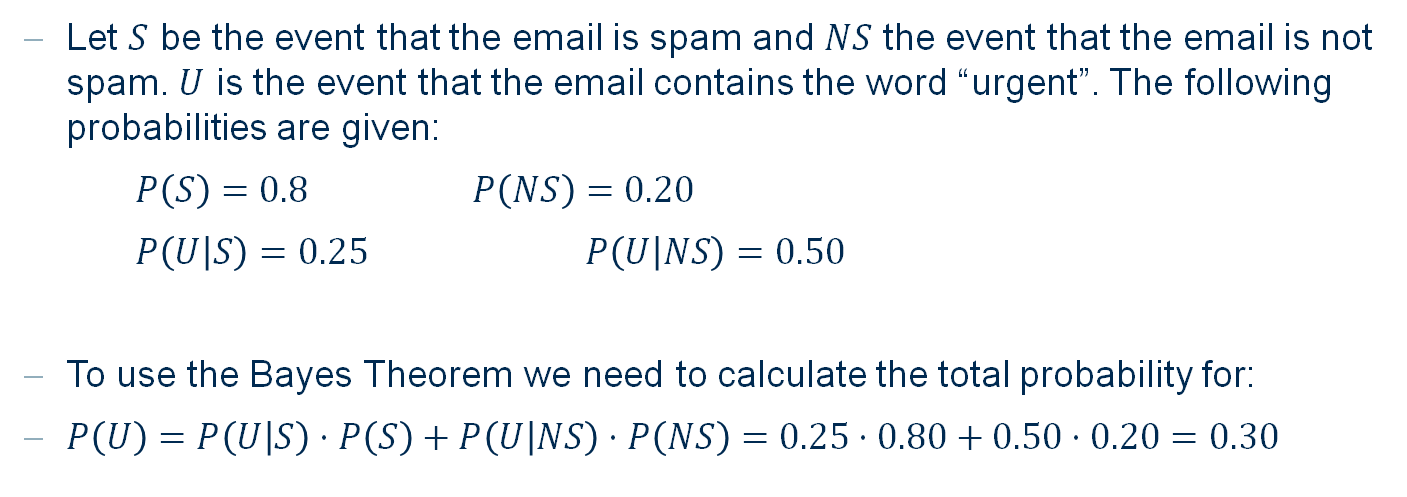 – Let S be the event that the email is spam and NS the event that the email is not
spam. U is the event that the email contains the word “urgent”. The following
probabilities are given:
P(S) = 0.8 P(NS) = 0.20
P(U|S) = 0.25 P(U|NS) = 0.50
– To use the Bayes Theorem we need to calculate the total probability for:
– P(U) = P(U|S) · P(S) + P(U|NS) · P(NS) = 0.25 · 0.80 + 0.50 · 0.20 = 0.30